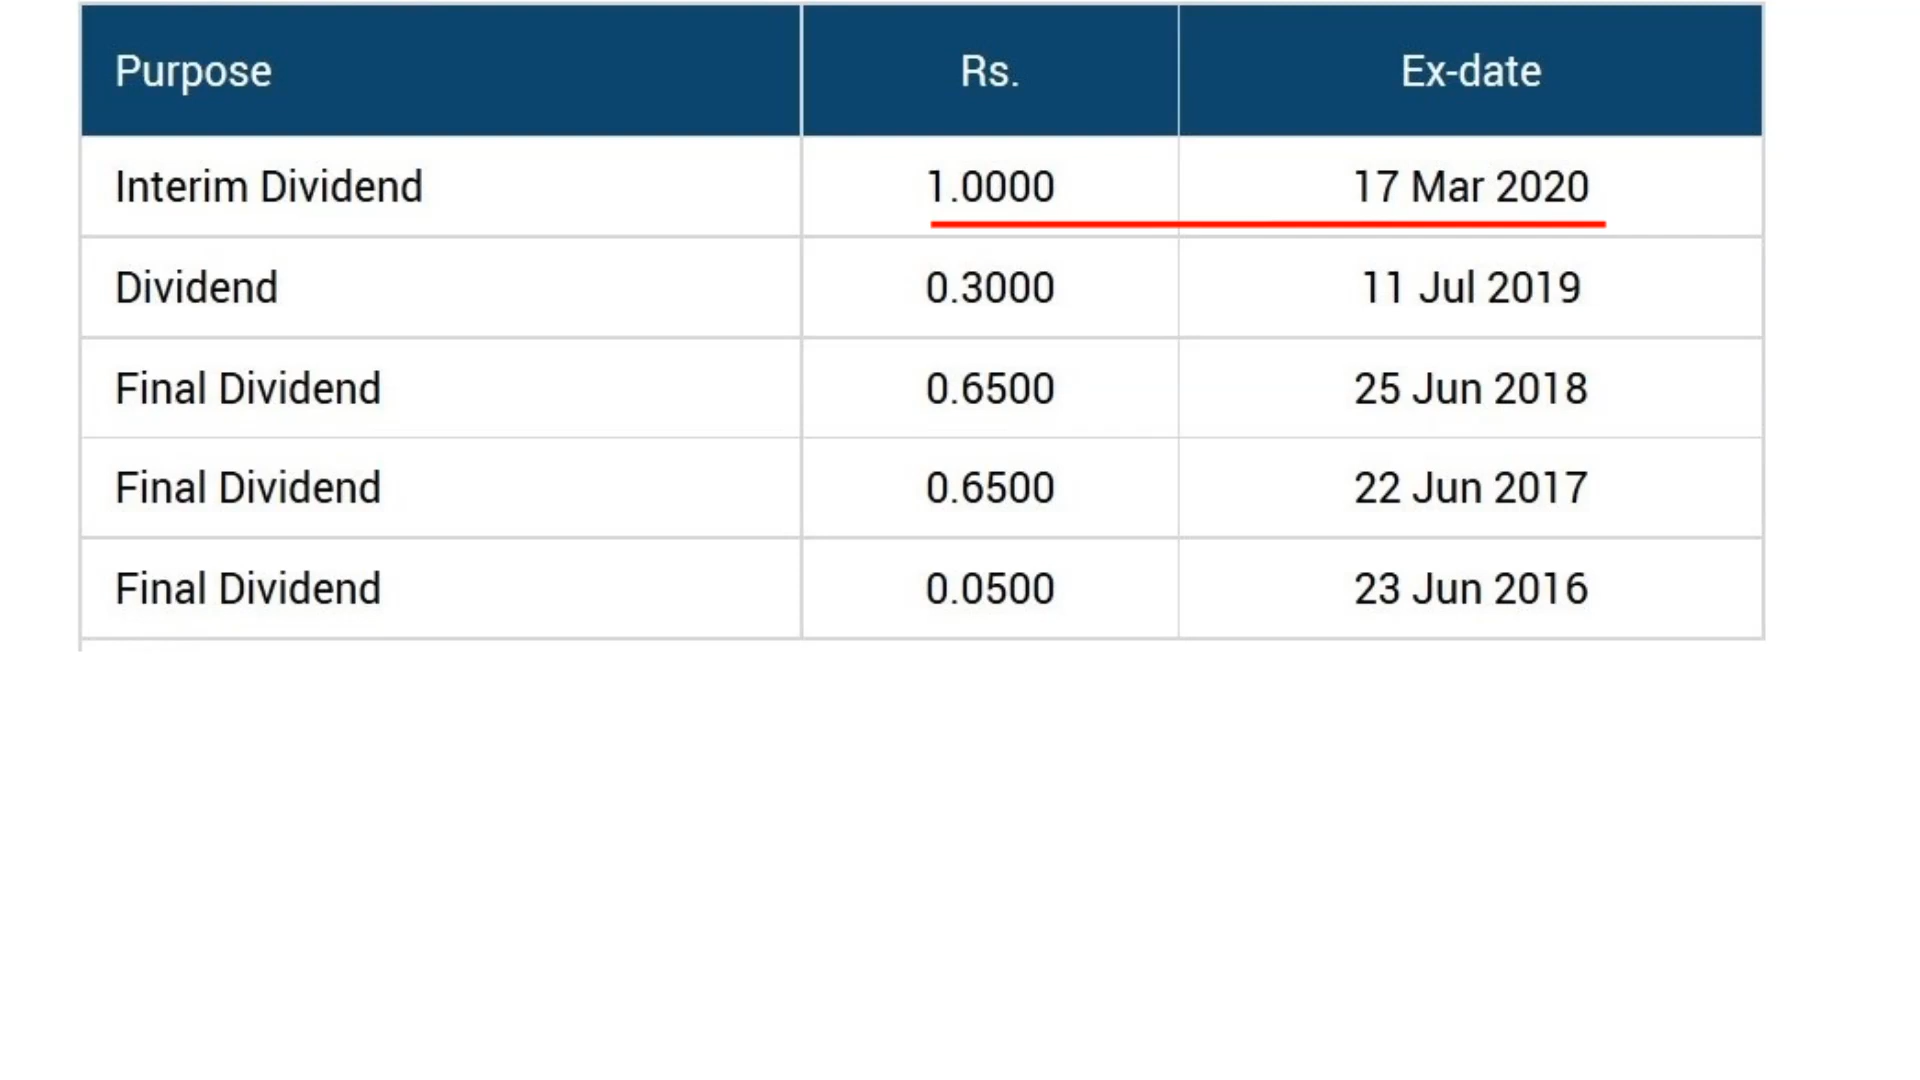 Purpose Rs. Ex-date
Interim Dividend 1.0000 17 Mar 2020
Dividend 0.3000 11 Jul 2019
Final Dividend 0.6500 25 Jun 2018
Final Dividend 0.6500 22 Jun 2017
Final Dividend 0.0500 23 Jun 2016